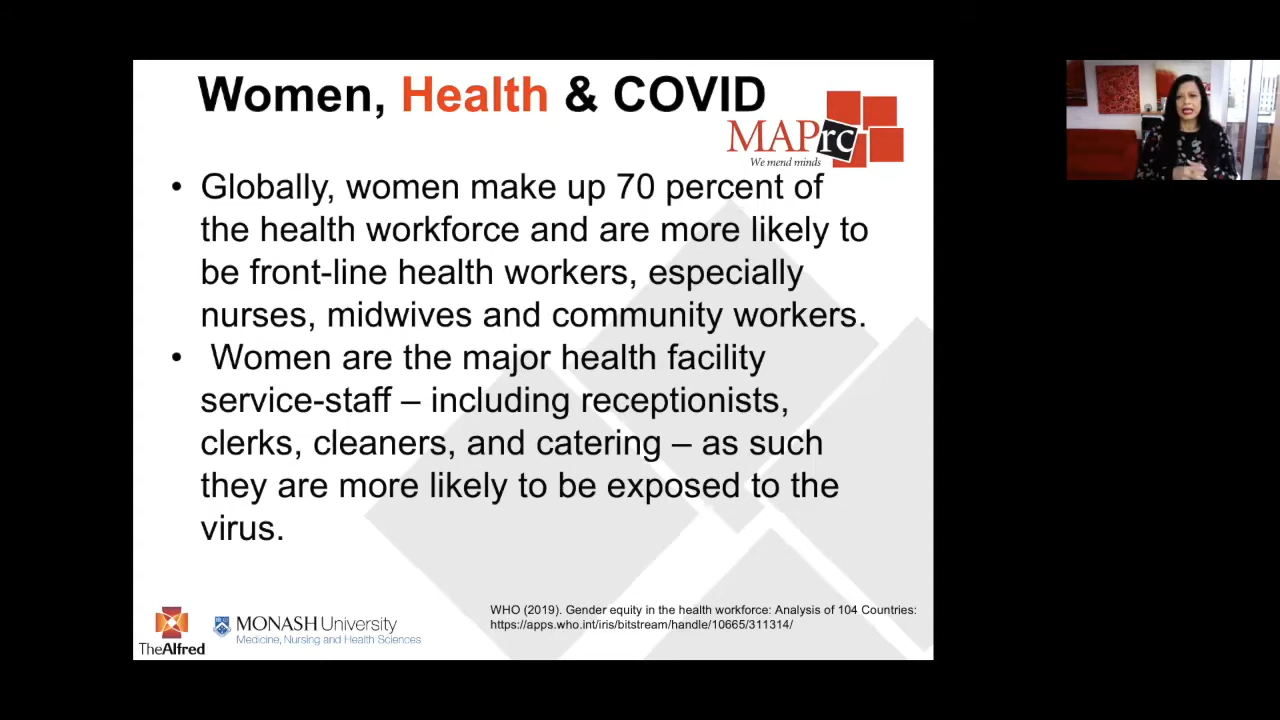 Women, Health & COVID
MAPrc
We mend minds
• Globally, women make up 70 percent of
the health workforce and are more likely to
be front-line health workers, especially
nurses, midwives and community workers.
• Women are the major health facility
service-staff – including receptionists,
clerks, cleaners, and catering – as such
they are more likely to be exposed to the
virus.
WHO (2019). Gender equity in the health workforce: Analysis of 104 Countries:
https://apps.who.int/iris/bitstream/handle/10665/311314/
TheAlfred
MONASH University
Medicine, Nursing and Health Sciences